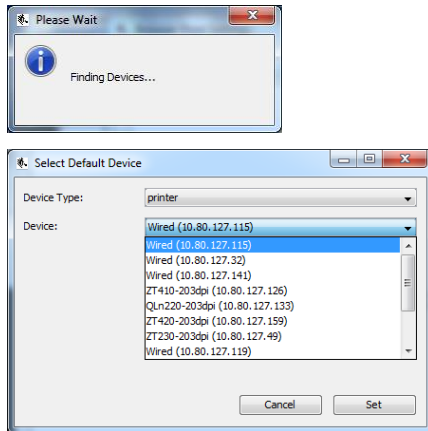 Please Wait
Finding Devices...
Select Default Device
Device Type: printer
Device: Wired (10.80.127.115)
Wired (10.80.127.115)
Wired (10.80.127.32)
Wired (10.80.127.141)
ZT410-203dpi (10.80.127.126)
QLn220-203dpi (10.80.127.133)
ZT420-203dpi (10.80.127.159)
ZT230-203dpi (10.80.127.49)
Wired (10.80.127.119)
Cancel Set